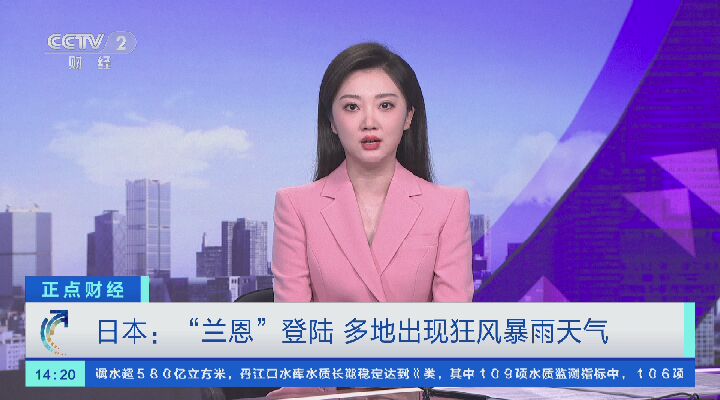 CCTV 2
财经
正点财经
日本：“兰恩”登陆 多地出现狂风暴雨天气
14:20 调水超580亿立方米，丹江口水库水质长期稳定达到Ⅱ类，其中109项水质监测指标中，106项